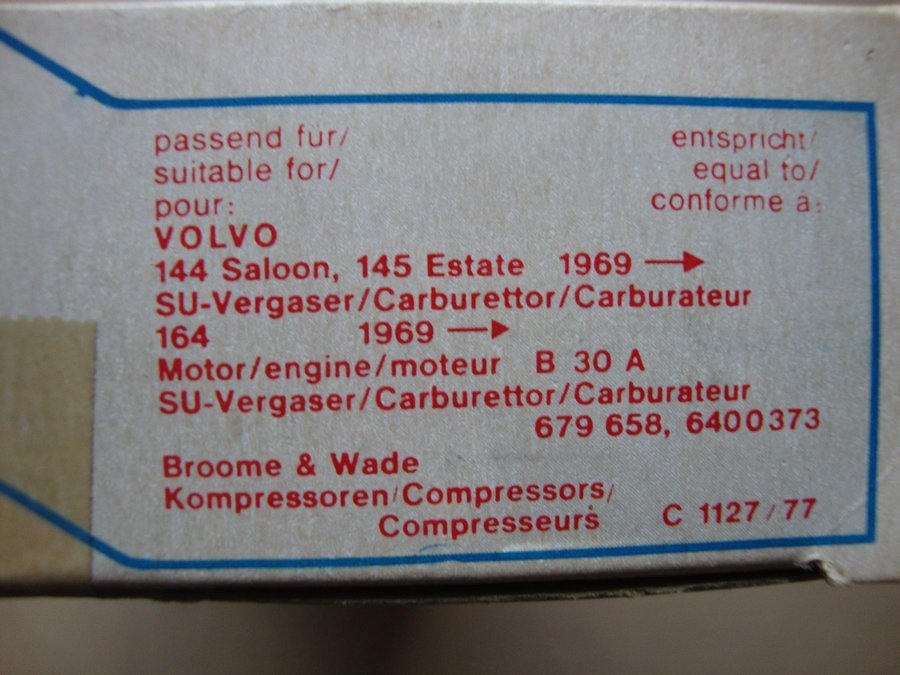 passend für/ entspricht/
suitable for/ equal to/
pour: conforme à:
VOLVO
144 Saloon, 145 Estate 1969 →
SU-Vergaser/Carburettor/Carburateur
164 1969 →
Motor/engine/moteur B 30 A
SU-Vergaser/Carburettor/Carburateur
679 658, 6400373
Broome & Wade
Kompressoren/Compressors/
Compresseurs C 1127/77